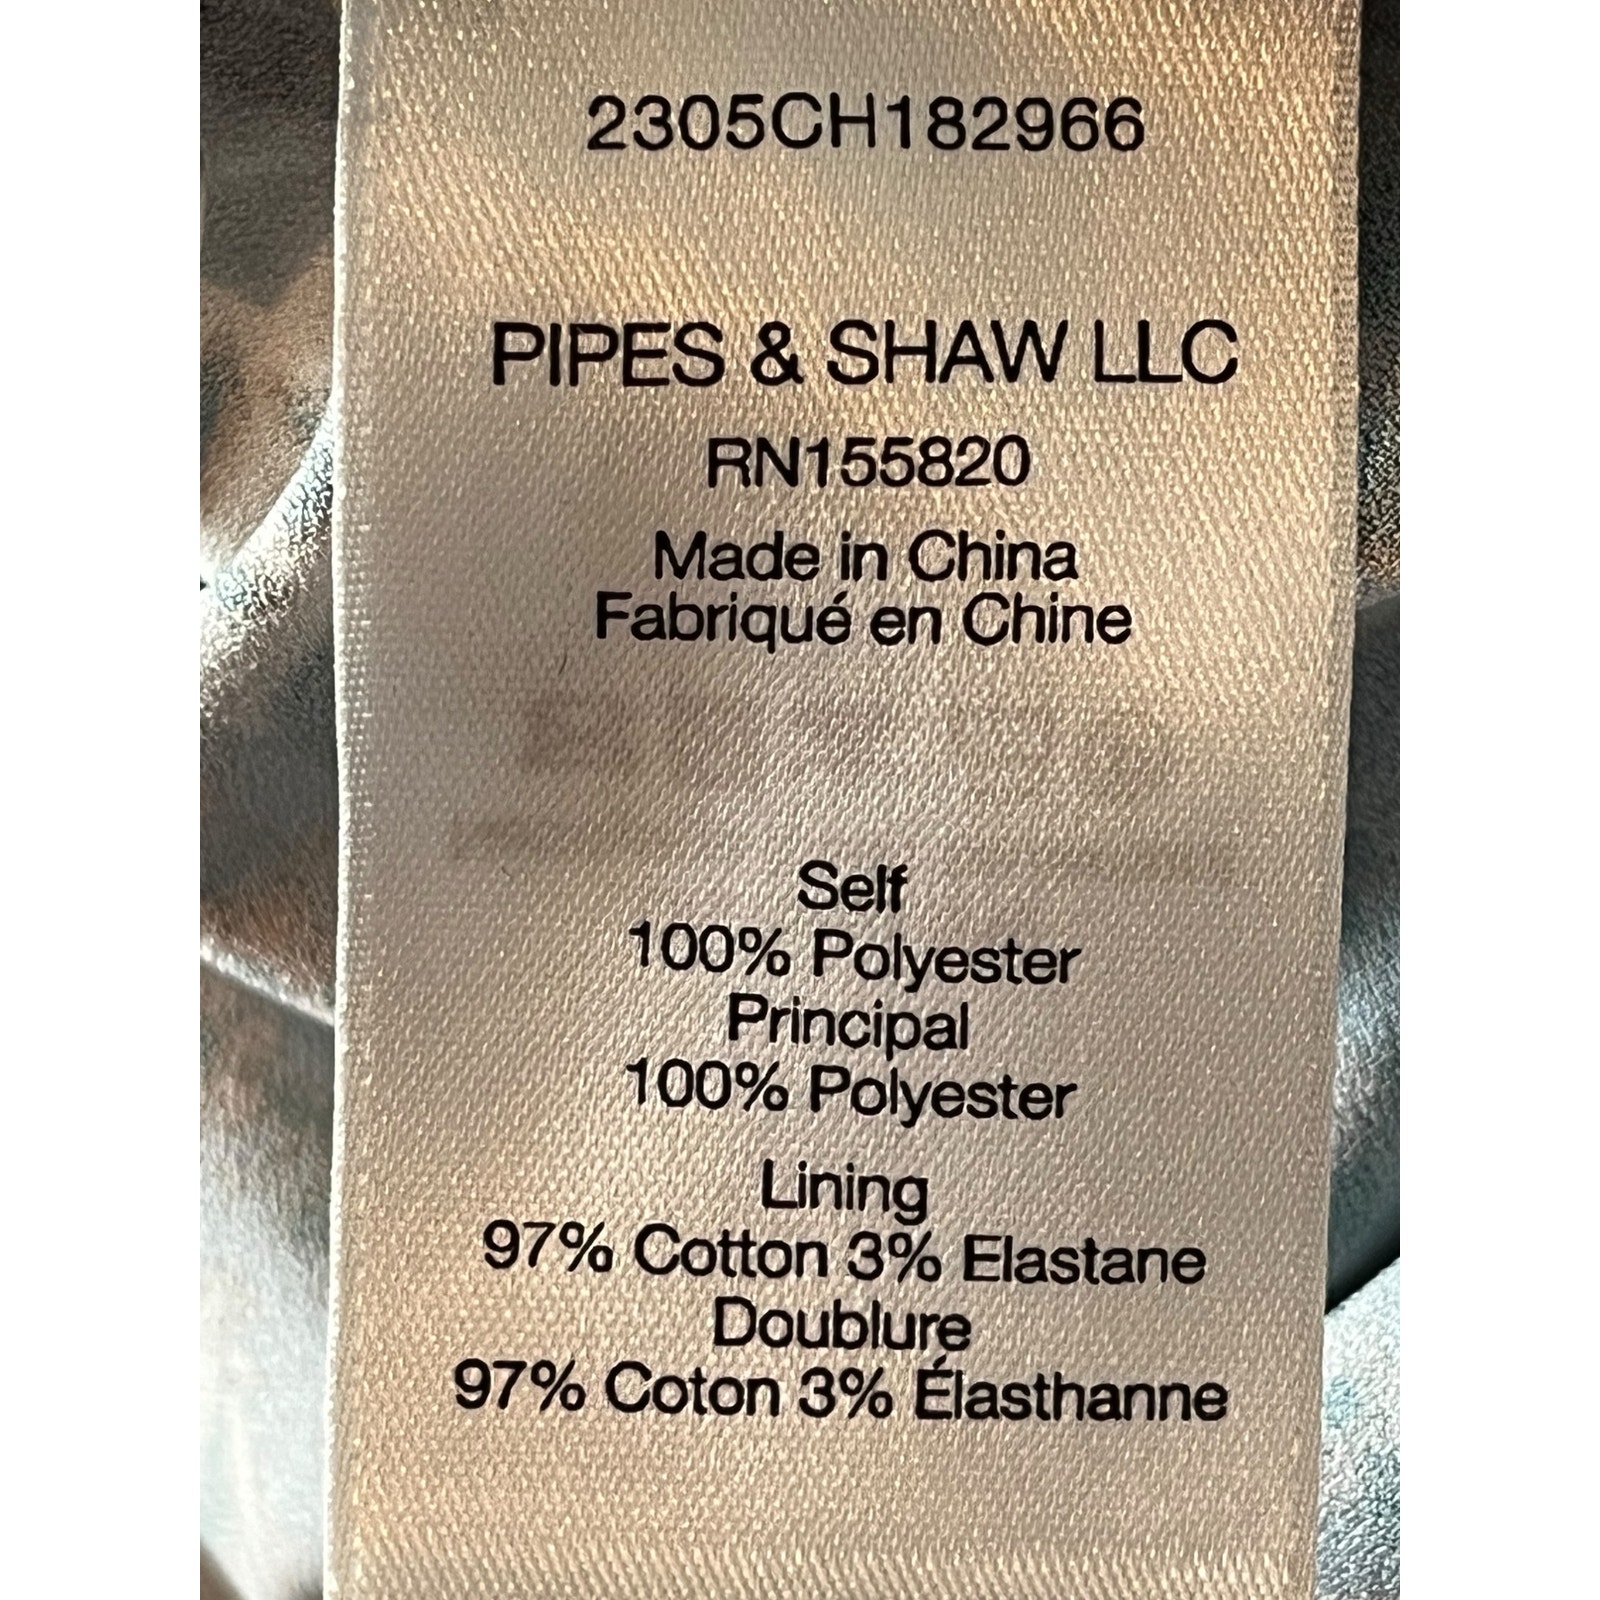 2305CH182966
PIPES & SHAW LLC
RN155820
Made in China
Fabriqué en Chine
Self
100% Polyester
Principal
100% Polyester
Lining
97% Cotton 3% Elastane
Doublure
97% Coton 3% Élasthanne